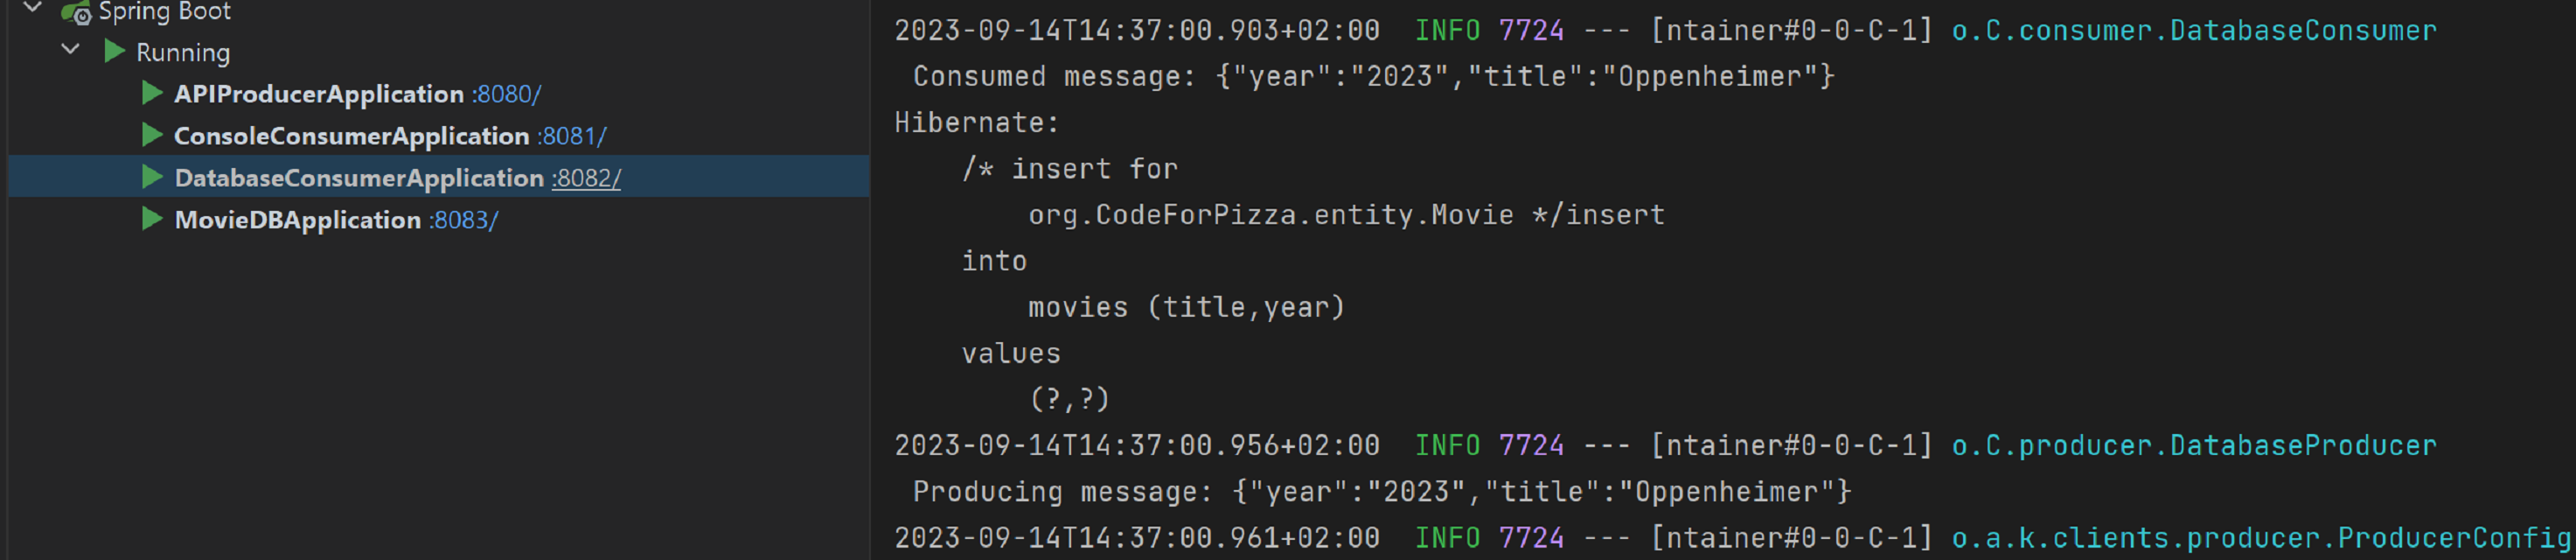 Spring Boot
Running
APIProducerApplication :8080/
ConsoleConsumerApplication :8081/
DatabaseConsumerApplication :8082/
MovieDBApplication :8083/
2023-09-14T14:37:00.903+02:00  INFO 7724 --- [ntainer#0-0-C-1] o.C.consumer.DatabaseConsumer
Consumed message: {"year":"2023","title":"Oppenheimer"}
Hibernate:
/* insert for
org.CodeForPizza.entity.Movie */insert
into
movies (title,year)
values
(?,?)
2023-09-14T14:37:00.956+02:00  INFO 7724 --- [ntainer#0-0-C-1] o.C.producer.DatabaseProducer
Producing message: {"year":"2023","title":"Oppenheimer"}
2023-09-14T14:37:00.961+02:00  INFO 7724 --- [ntainer#0-0-C-1] o.a.k.clients.producer.ProducerConfig